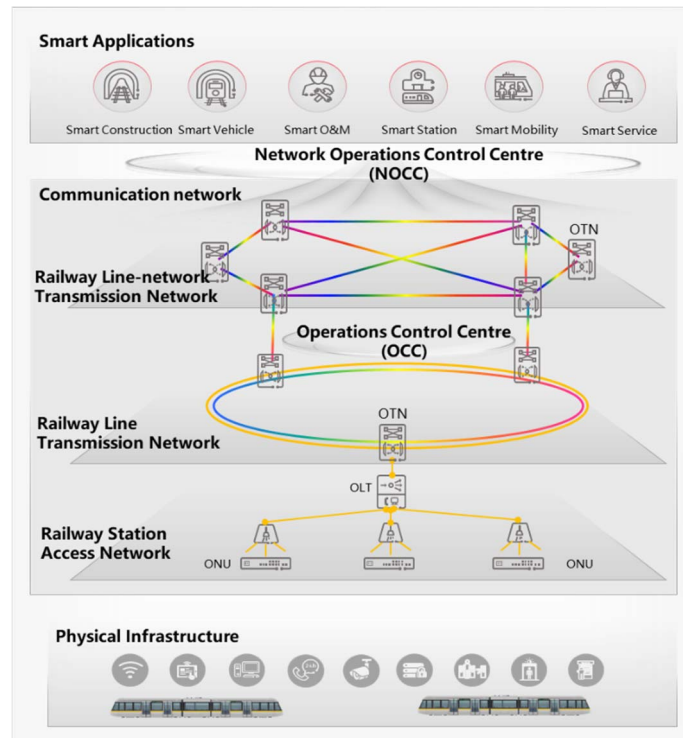 Smart Applications
Smart Construction
Smart Vehicle
Smart O&M
Smart Station
Smart Mobility
Smart Service
Network Operations Control Centre
(NOCC)
Communication network
OTN
Railway Line-network
Transmission Network
Operations Control Centre
(OCC)
Railway Line
Transmission Network
OTN
OLT
Railway Station
Access Network
ONU
ONU
Physical Infrastructure